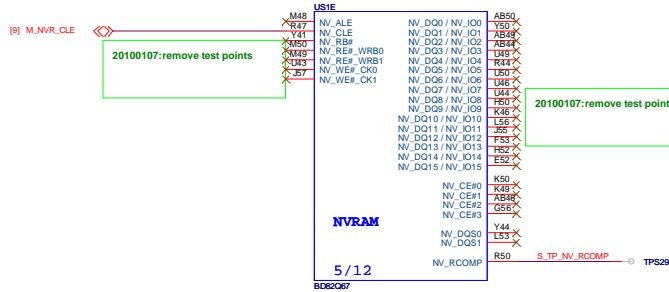 US1E
[9] M_NVR_CLE
M48 NV_ALE
R47 NV_CLE
Y41 NV_RB#
M50 NV_RE#_WRB0
M49 NV_RE#_WRB1
U43 NV_WE#_CK0
J57 NV_WE#_CK1
20100107:remove test points
NV_DQ0 / NV_IO0 AB50
NV_DQ1 / NV_IO1 Y50
NV_DQ2 / NV_IO2 AB49
NV_DQ3 / NV_IO3 AB44
NV_DQ4 / NV_IO4 U49
NV_DQ5 / NV_IO5 R44
NV_DQ6 / NV_IO6 U50
NV_DQ7 / NV_IO7 U46
NV_DQ8 / NV_IO8 U44
NV_DQ9 / NV_IO9 H50
NV_DQ10 / NV_IO10 K46
NV_DQ11 / NV_IO11 L56
NV_DQ12 / NV_IO12 J55
NV_DQ13 / NV_IO13 F53
NV_DQ14 / NV_IO14 H52
NV_DQ15 / NV_IO15 E52
20100107:remove test point
NV_CE#0 K50
NV_CE#1 K49
NV_CE#2 AB46
NV_CE#3 G56
NVRAM
NV_DQS0 Y44
NV_DQS1 L53
NV_RCOMP R50 S_TP_NV_RCOMP TPS29
5/12
BD82Q67